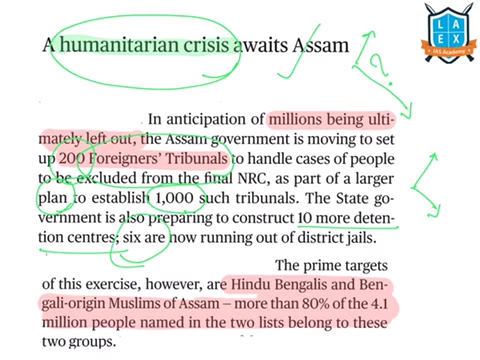 A humanitarian crisis awaits Assam
L A
E X
IAS Academy
?
In anticipation of millions being ulti-
mately left out, the Assam government is moving to set
up 200 Foreigners' Tribunals to handle cases of people
to be excluded from the final NRC, as part of a larger
plan to establish 1,000 such tribunals. The State go-
vernment is also preparing to construct 10 more deten-
tion centres; six are now running out of district jails.
The prime targets
of this exercise, however, are Hindu Bengalis and Ben-
gali-origin Muslims of Assam – more than 80% of the 4.1
million people named in the two lists belong to these
two groups.